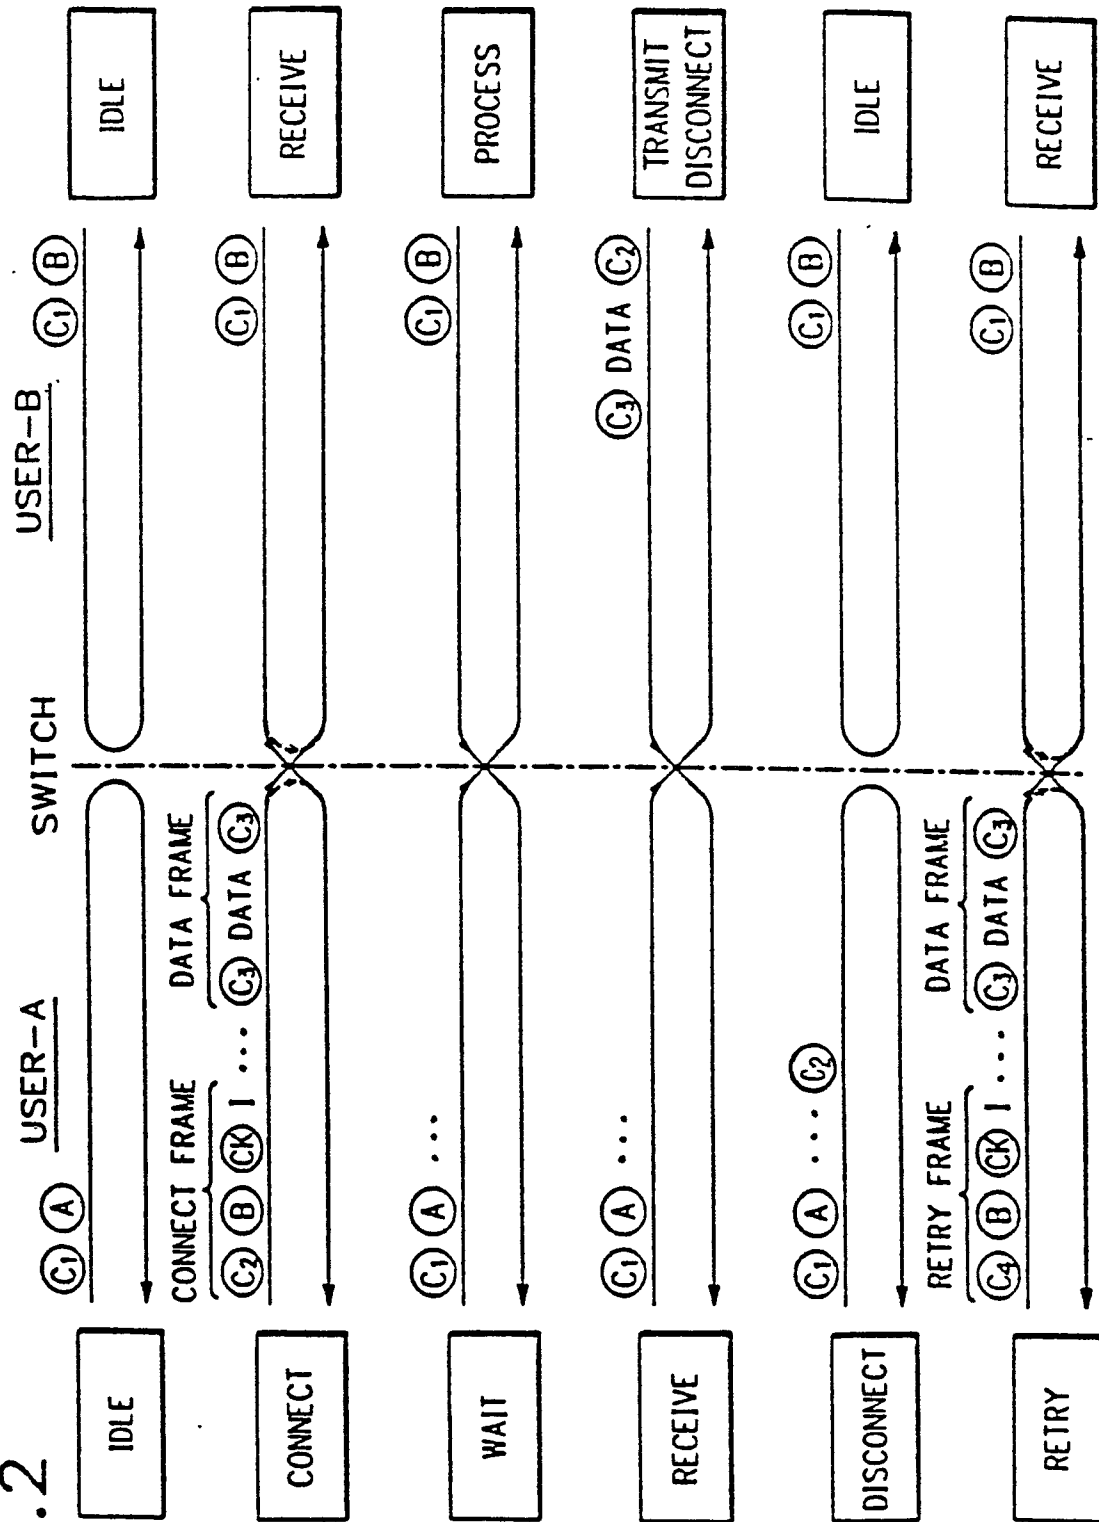 .2
USER-A SWITCH USER-B
IDLE C1 A C1 B IDLE
CONNECT FRAME DATA FRAME
CONNECT C2 B CK I ... C3 DATA C3 C1 B RECEIVE
WAIT C1 A ... C1 B PROCESS
RECEIVE C1 A ... C3 DATA C2 TRANSMIT DISCONNECT
DISCONNECT C1 A ... C2 C1 B IDLE
RETRY FRAME DATA FRAME
RETRY C4 B CK I ... C3 DATA C3 C1 B RECEIVE